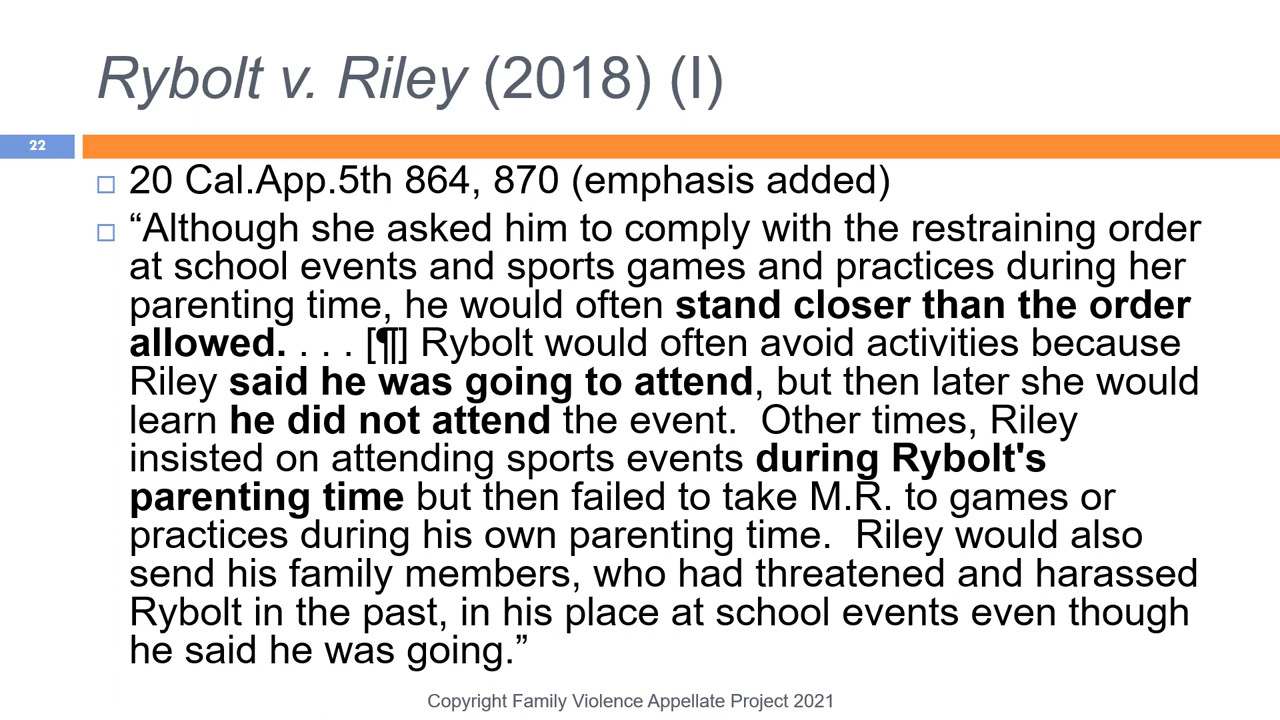 Rybolt v. Riley (2018) (I)
22
20 Cal.App.5th 864, 870 (emphasis added)
“Although she asked him to comply with the restraining order
at school events and sports games and practices during her
parenting time, he would often stand closer than the order
allowed. . . . [¶] Rybolt would often avoid activities because
Riley said he was going to attend, but then later she would
learn he did not attend the event.  Other times, Riley
insisted on attending sports events during Rybolt's
parenting time but then failed to take M.R. to games or
practices during his own parenting time.  Riley would also
send his family members, who had threatened and harassed
Rybolt in the past, in his place at school events even though
he said he was going.”
Copyright Family Violence Appellate Project 2021